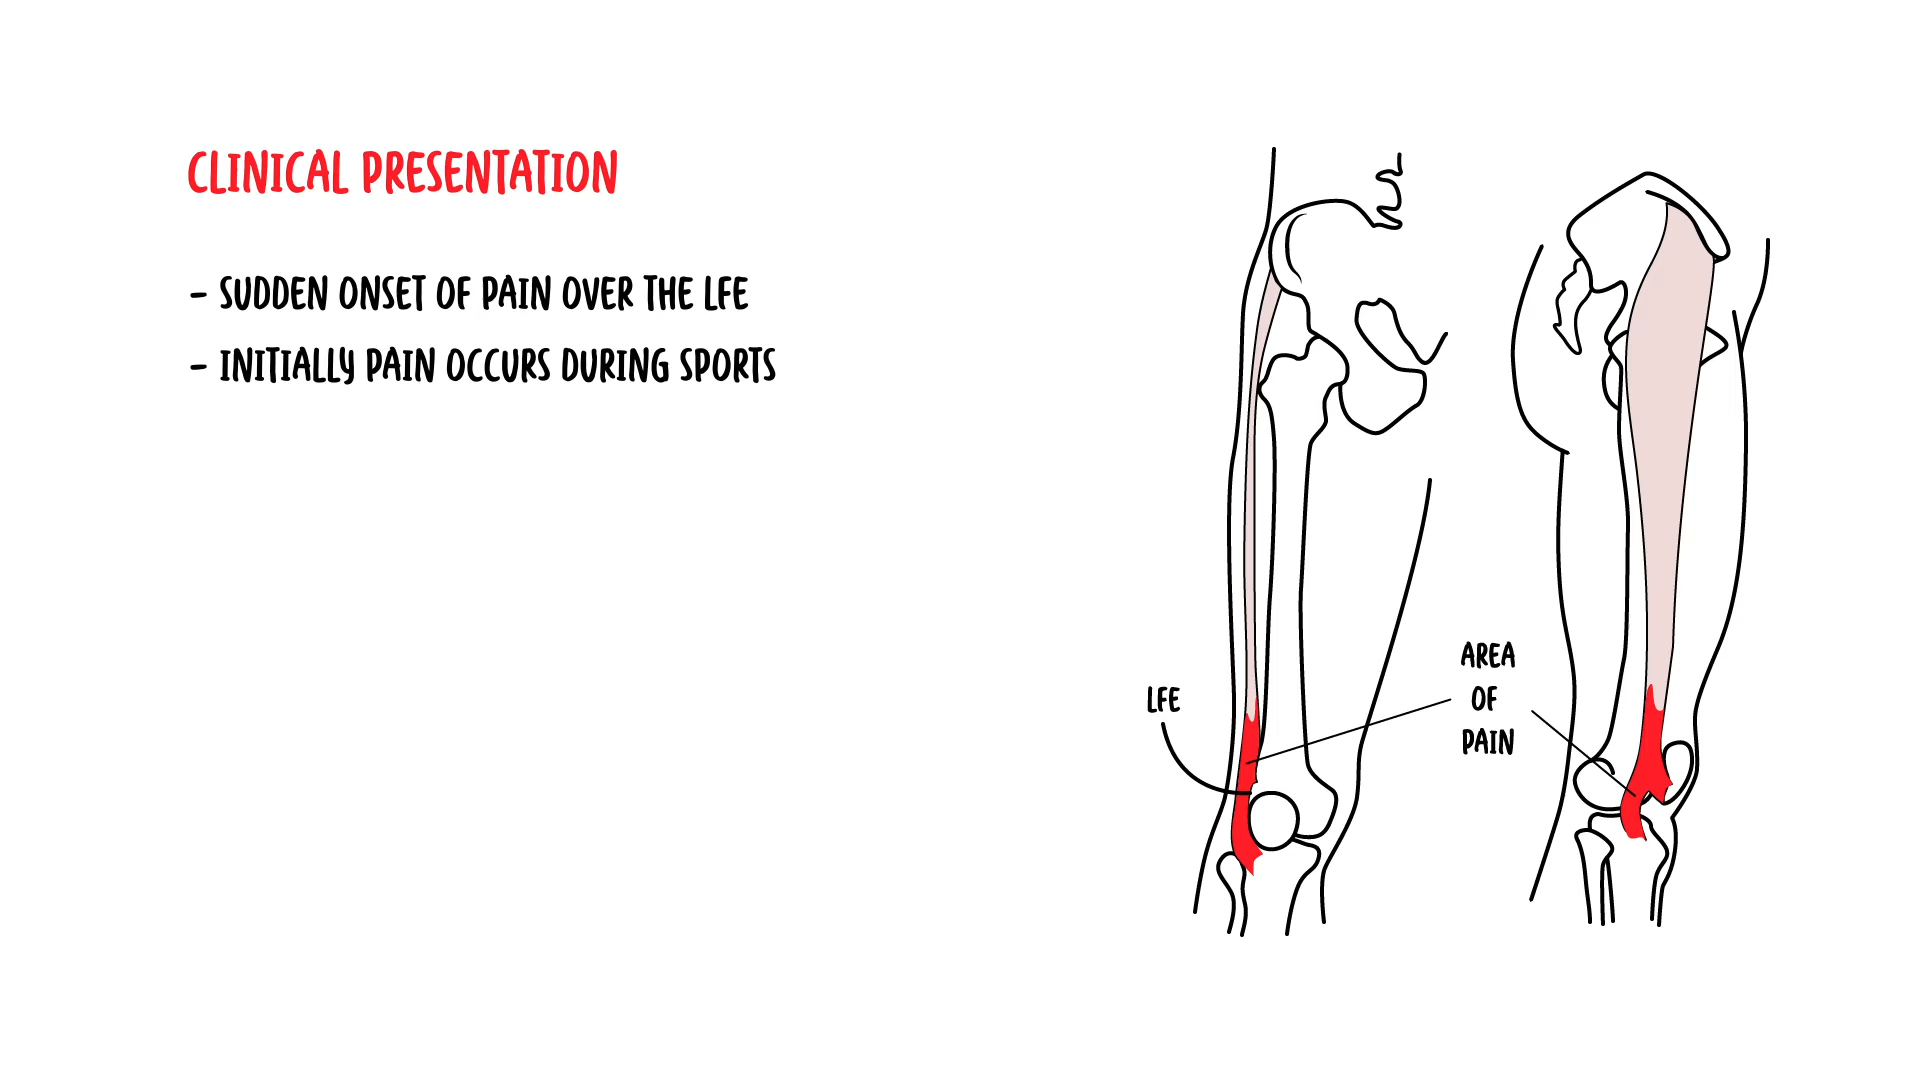 CLINICAL PRESENTATION
- SUDDEN ONSET OF PAIN OVER THE LFE
- INITIALLY PAIN OCCURS DURING SPORTS
LFE
AREA
OF
PAIN